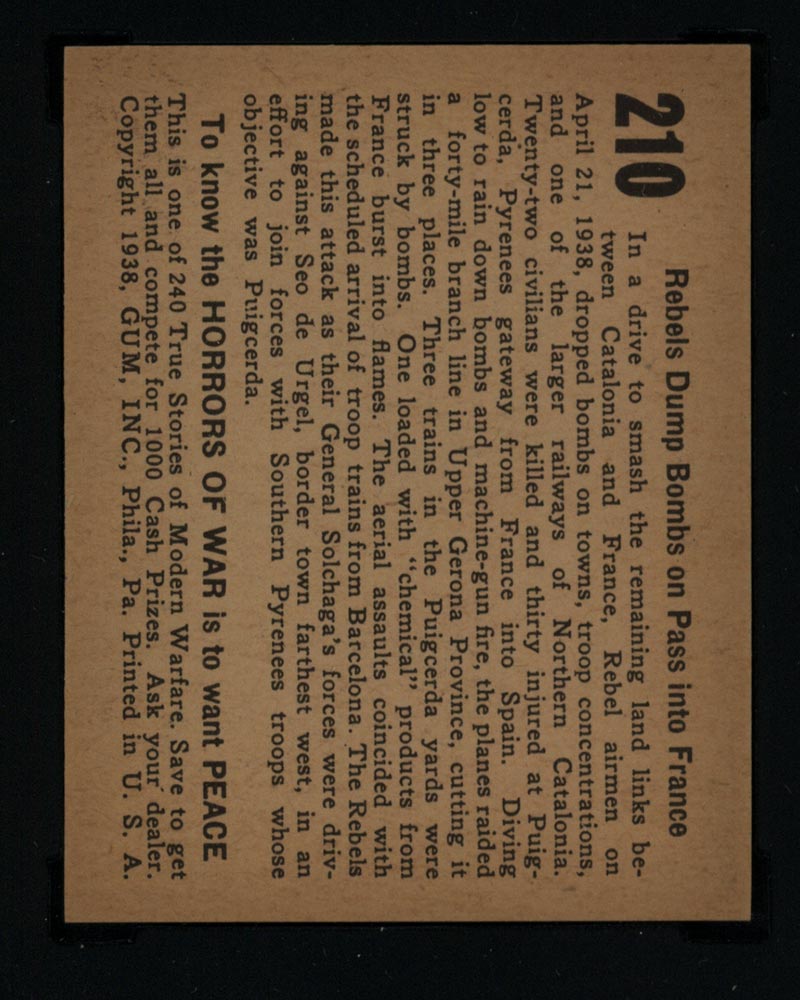 210
Rebels Dump Bombs on Pass into France
In a drive to smash the remaining land links be-
tween Catalonia and France, Rebel airmen on
April 21, 1938, dropped bombs on towns, troop concentrations,
and one of the larger railways of Northern Catalonia.
Twenty-two civilians were killed and thirty injured at Puig-
cerda, Pyrenees gateway from France into Spain. Diving
low to rain down bombs and machine-gun fire, the planes raided
a forty-mile branch line in Upper Gerona Province, cutting it
in three places. Three trains in the Puigcerda yards were
struck by bombs. One loaded with "chemical" products from
France burst into flames. The aerial assaults coincided with
the scheduled arrival of troop trains from Barcelona. The Rebels
made this attack as their General Solchaga's forces were driv-
ing against Seo de Urgel, border town farthest west, in an
effort to join forces with Southern Pyrenees troops whose
objective was Puigcerda.
To know the HORRORS OF WAR is to want PEACE
This is one of 240 True Stories of Modern Warfare. Save to get
them all and compete for 1000 Cash Prizes. Ask your dealer.
Copyright 1938, GUM, INC., Phila., Pa. Printed in U. S. A.